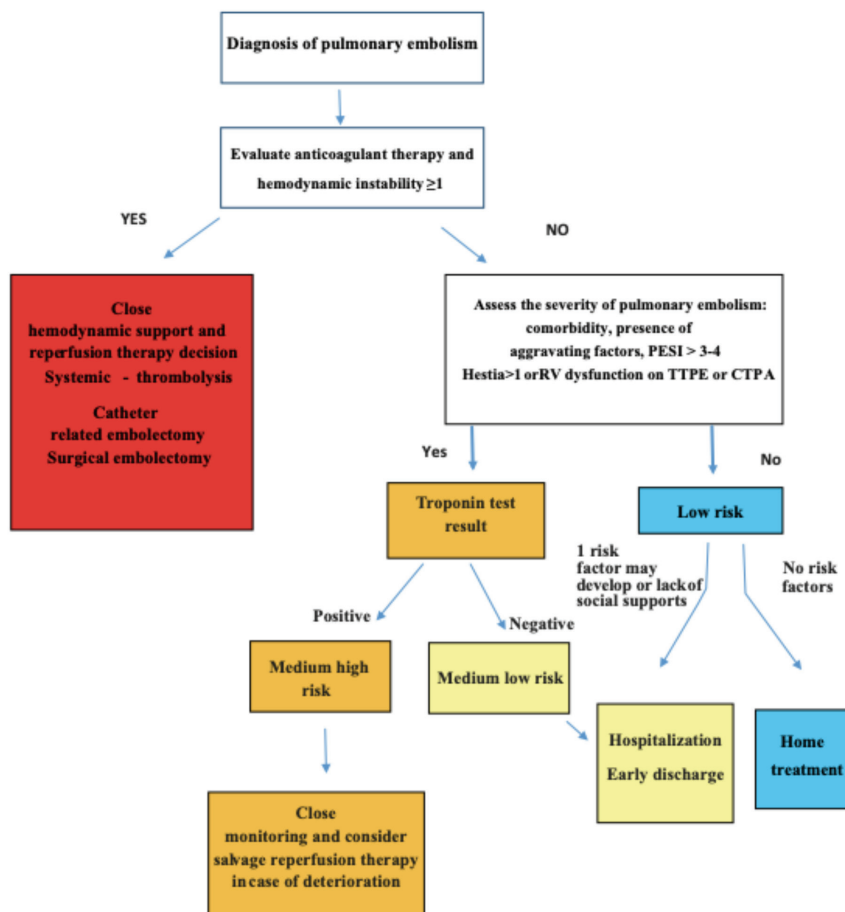 Diagnosis of pulmonary embolism
Evaluate anticoagulant therapy and
hemodynamic instability ≥1
YES
NO
Close
hemodynamic support and
reperfusion therapy decision
Systemic - thrombolysis
Catheter
related embolectomy
Surgical embolectomy
Assess the severity of pulmonary embolism:
comorbidity, presence of
aggravating factors, PESI > 3-4
Hestia>1 orRV dysfunction on TTPE or CTPA
Yes
No
Troponin test
result
Low risk
1 risk
factor may
develop or lack of
social supports
No risk
factors
Positive
Negative
Medium high
risk
Medium low risk
Hospitalization
Early discharge
Home
treatment
Close
monitoring and consider
salvage reperfusion therapy
in case of deterioration